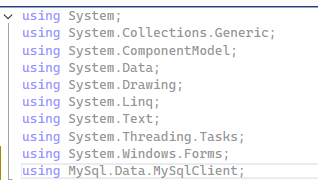 using System;
using System.Collections.Generic;
using System.ComponentModel;
using System.Data;
using System.Drawing;
using System.Linq;
using System.Text;
using System.Threading.Tasks;
using System.Windows.Forms;
using MySql.Data.MySqlClient;